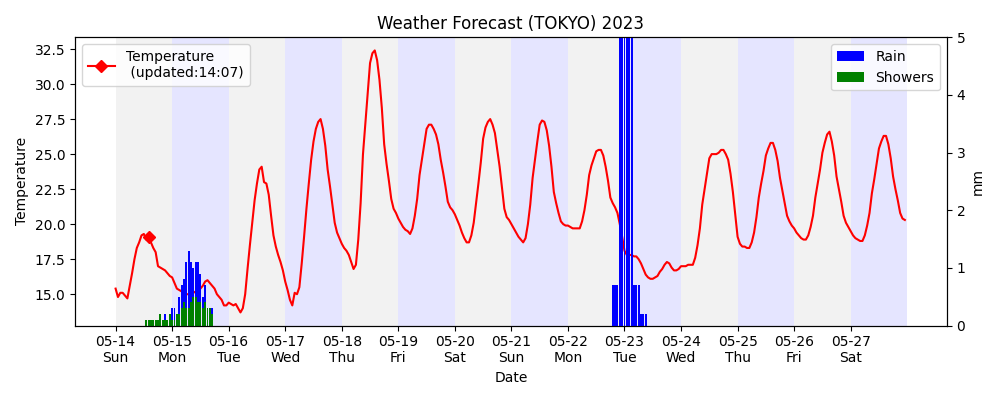 Weather Forecast (TOKYO) 2023
Temperature
(updated:14:07)
Rain
Showers
32.5
30.0
27.5
25.0
22.5
20.0
17.5
15.0
Temperature
5
4
3
2
1
0
mm
05-14 05-15 05-16 05-17 05-18 05-19 05-20 05-21 05-22 05-23 05-24 05-25 05-26 05-27
Sun Mon Tue Wed Thu Fri Sat Sun Mon Tue Wed Thu Fri Sat
Date